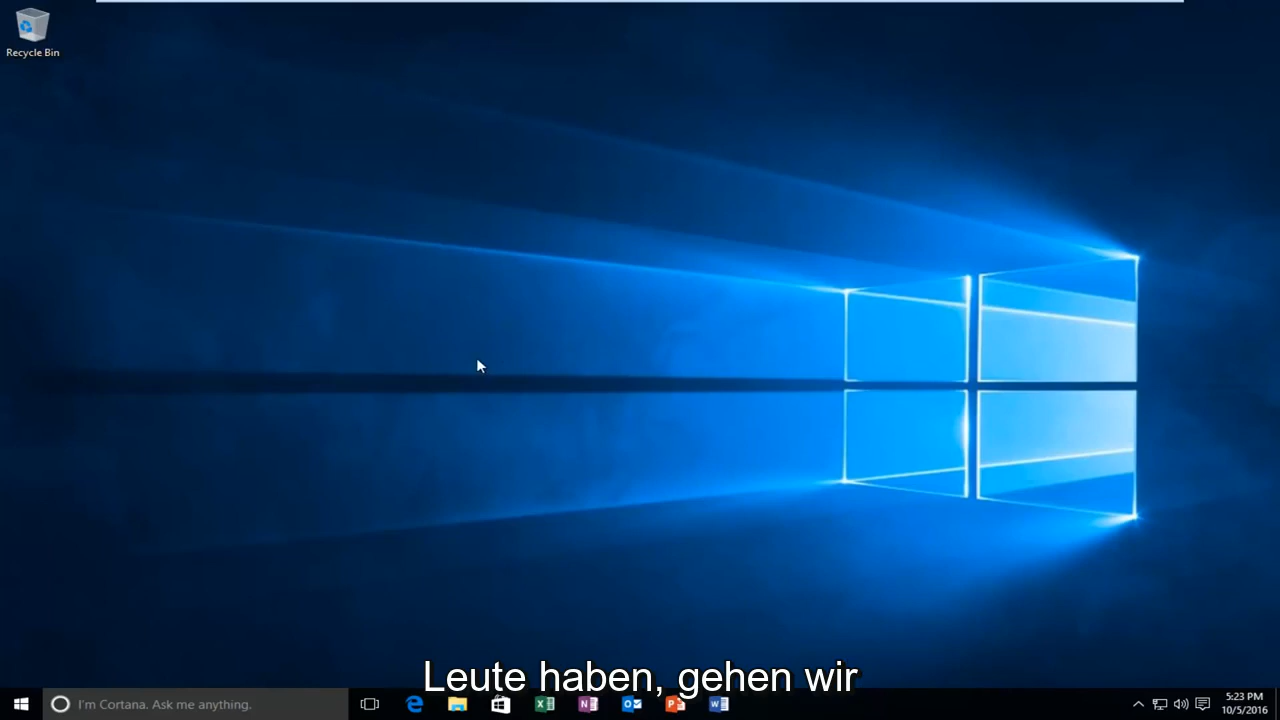 Recycle Bin
Leute haben, gehen wir
I'm Cortana. Ask me anything.
5:23 PM
10/5/2016